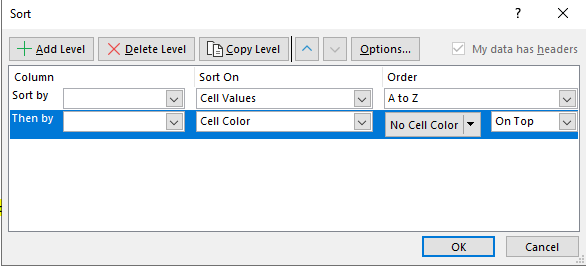 Sort
?
Add Level Delete Level Copy Level Options... My data has headers
Column Sort On Order
Sort by Cell Values A to Z
Then by Cell Color No Cell Color On Top
OK Cancel